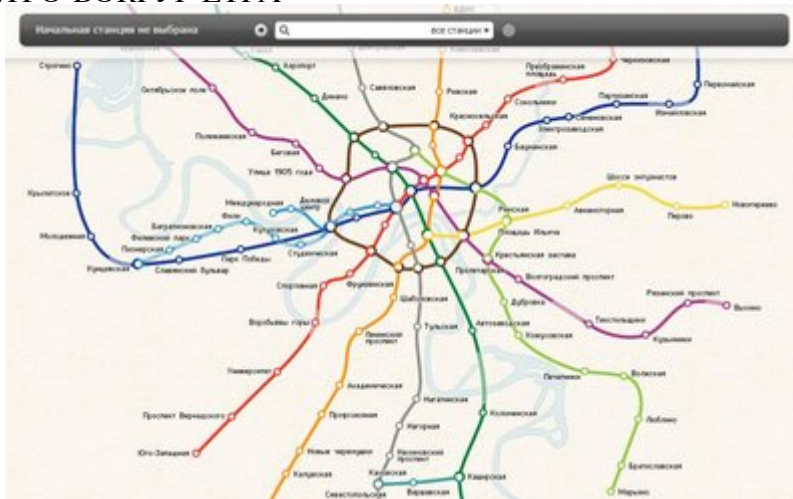 Начальная станция не выбрана
все станции
Строгино
Аэропорт
Октябрьское поле
Динамо
Савеловская
Рижская
Преображенская площадь
Черкизовская
Сокольники
Красносельская
Партизанская
Первомайская
Измайловская
Семеновская
Электрозаводская
Бауманская
Полежаевская
Беговая
Улица 1905 года
Шоссе энтузиастов
Крылатское
Международная
Деловой центр
Римская
Авиамоторная
Перово
Новогиреево
Фили
Багратионовская
Филевский парк
Пионерская
Кутузовская
Студенческая
Молодежная
Кунцевская
Славянский бульвар
Парк Победы
Площадь Ильича
Крестьянская застава
Пролетарская
Волгоградский проспект
Рязанский проспект
Выхино
Спортивная
Фрунзенская
Шаболовская
Дубровка
Воробьевы горы
Ленинский проспект
Тульская
Автозаводская
Кожуховская
Текстильщики
Кузьминки
Университет
Академическая
Печатники
Волжская
Проспект Вернадского
Профсоюзная
Нагатинская
Коломенская
Люблино
Нагорная
Юго-Западная
Новые черемушки
Нахимовский проспект
Калужская
Каховская
Каширская
Братиславская
Севастопольская
Варшавская
Марьино